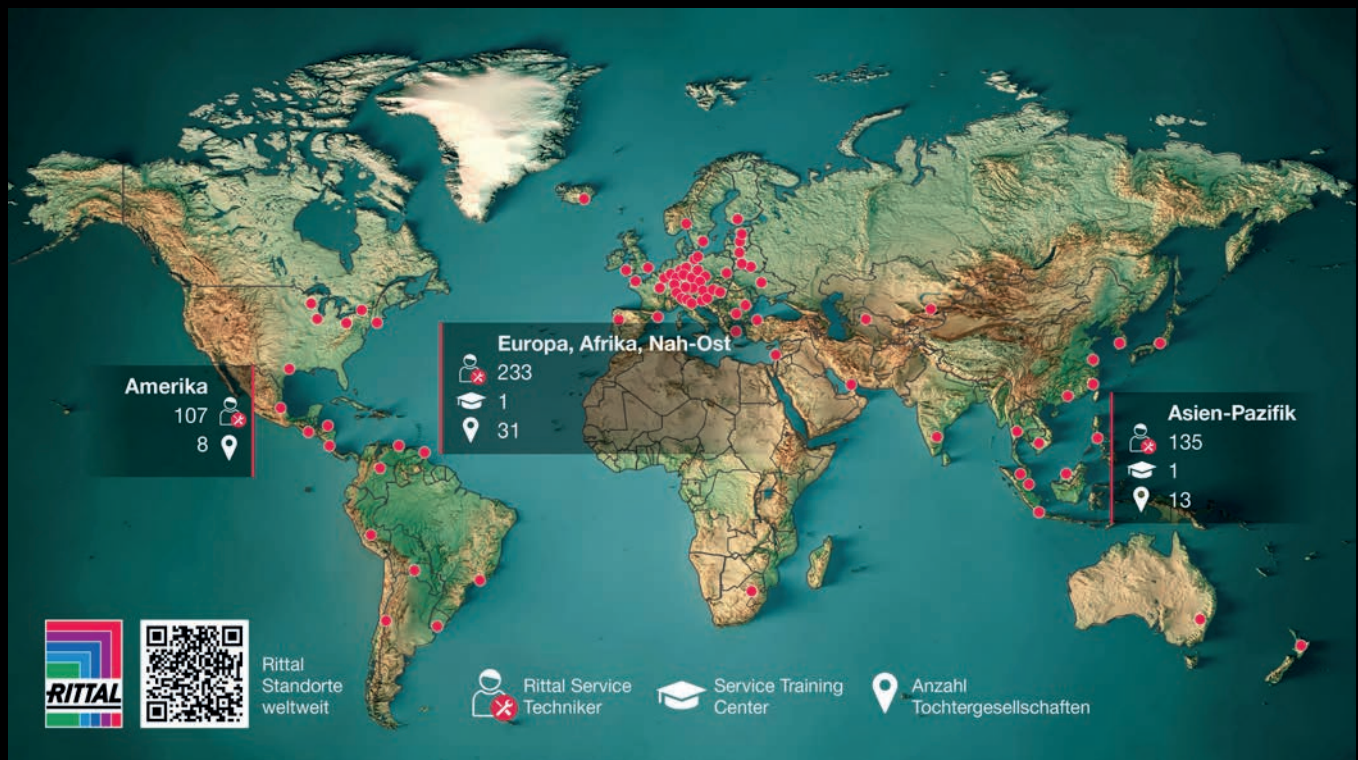 Europa, Afrika, Nah-Ost
233
1
31
Amerika
107
8
Asien-Pazifik
135
1
13
RITTAL
Rittal
Standorte
weltweit
Rittal Service
Techniker
Service Training
Center
Anzahl
Tochtergesellschaften